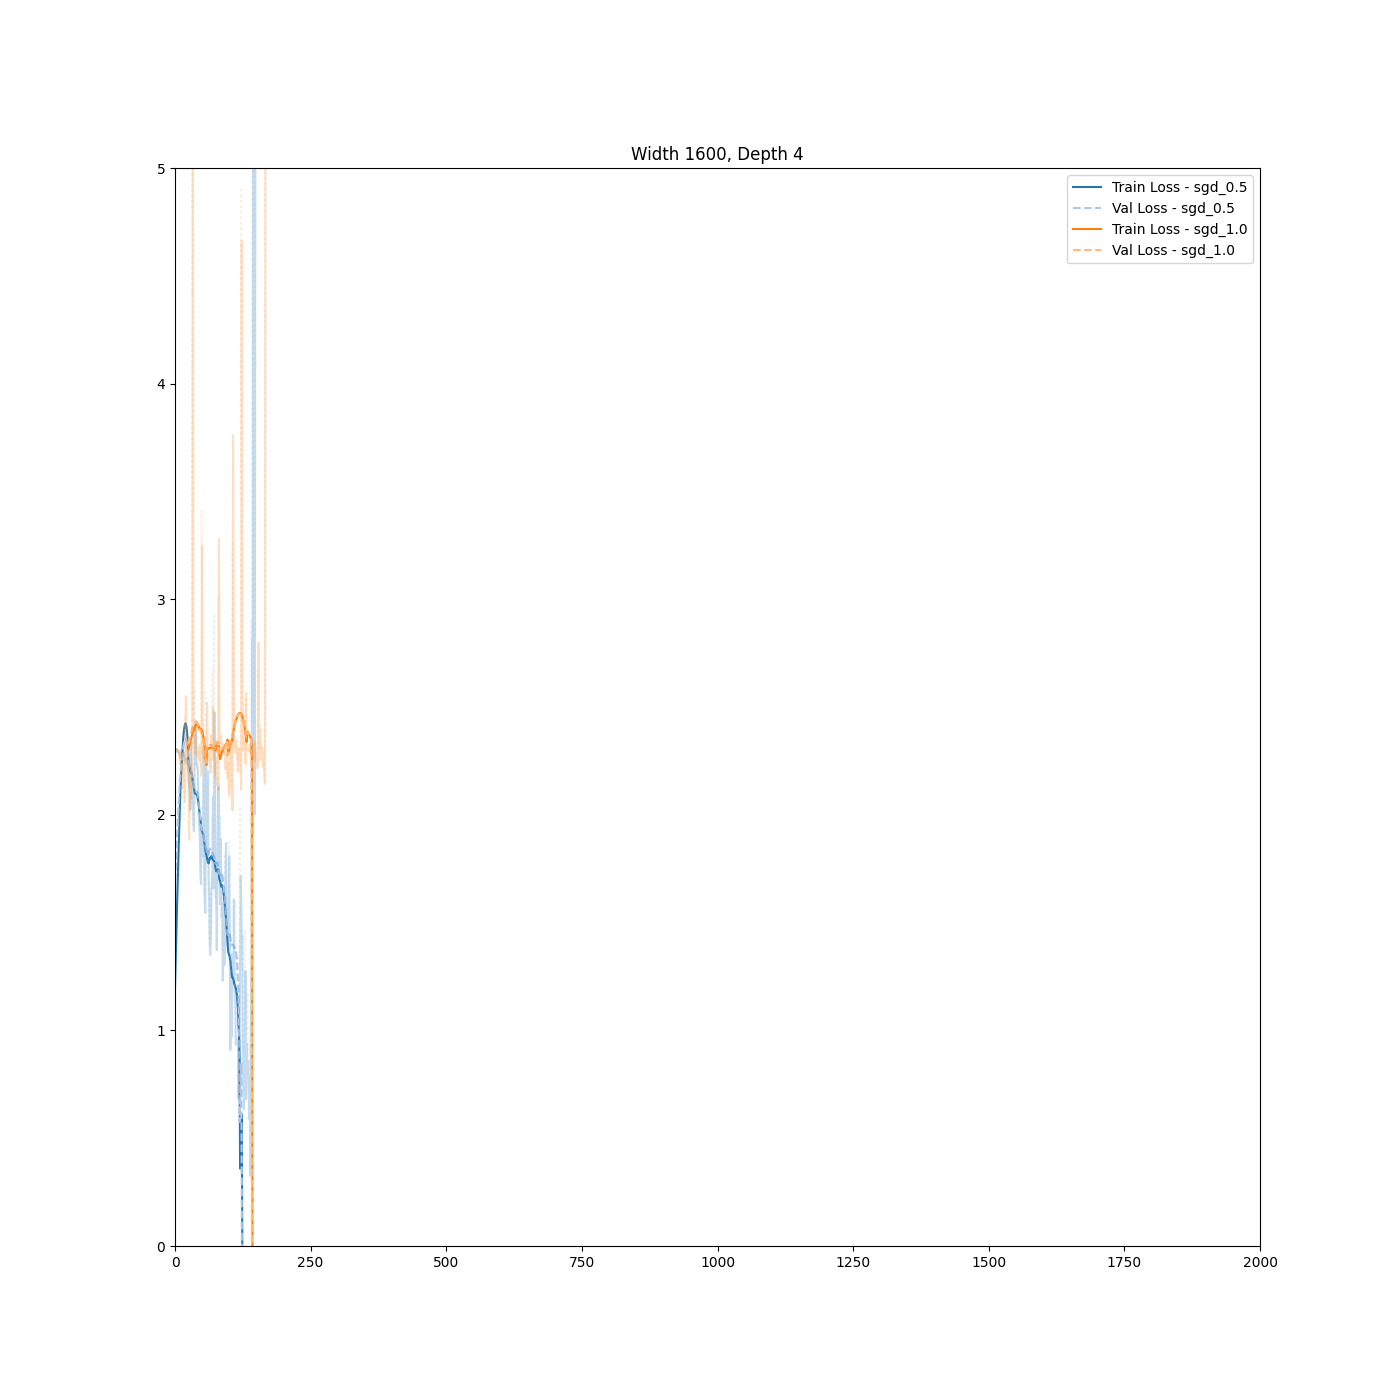 Width 1600, Depth 4
5
4
3
2
1
0
Train Loss - sgd_0.5
Val Loss - sgd_0.5
Train Loss - sgd_1.0
Val Loss - sgd_1.0
0 250 500 750 1000 1250 1500 1750 2000